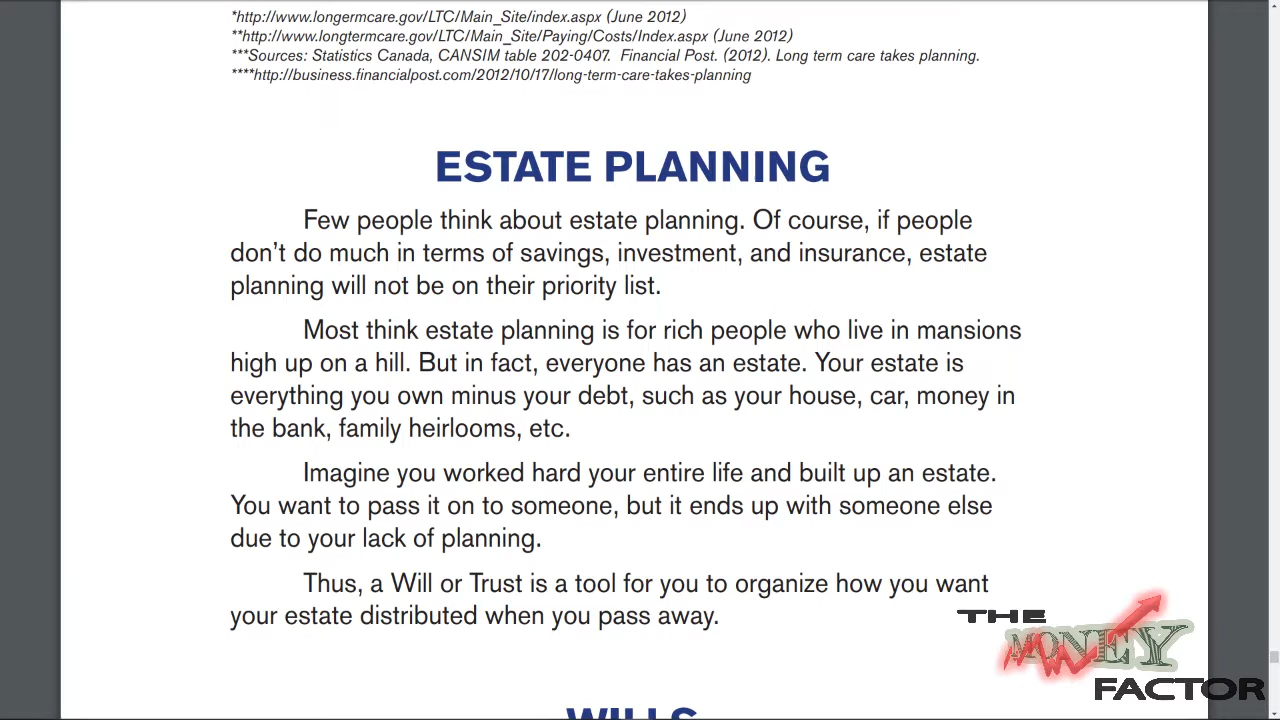 *http://www.longermcare.gov/LTC/Main_Site/index.aspx (June 2012)
**http://www.longtermcare.gov/LTC/Main_Site/Paying/Costs/Index.aspx (June 2012)
***Sources: Statistics Canada, CANSIM table 202-0407.  Financial Post. (2012). Long term care takes planning.
****http://business.financialpost.com/2012/10/17/long-term-care-takes-planning
ESTATE PLANNING
Few people think about estate planning. Of course, if people
don't do much in terms of savings, investment, and insurance, estate
planning will not be on their priority list.
Most think estate planning is for rich people who live in mansions
high up on a hill. But in fact, everyone has an estate. Your estate is
everything you own minus your debt, such as your house, car, money in
the bank, family heirlooms, etc.
Imagine you worked hard your entire life and built up an estate.
You want to pass it on to someone, but it ends up with someone else
due to your lack of planning.
Thus, a Will or Trust is a tool for you to organize how you want
your estate distributed when you pass away.
THE
MONEY
FACTOR
WILLS